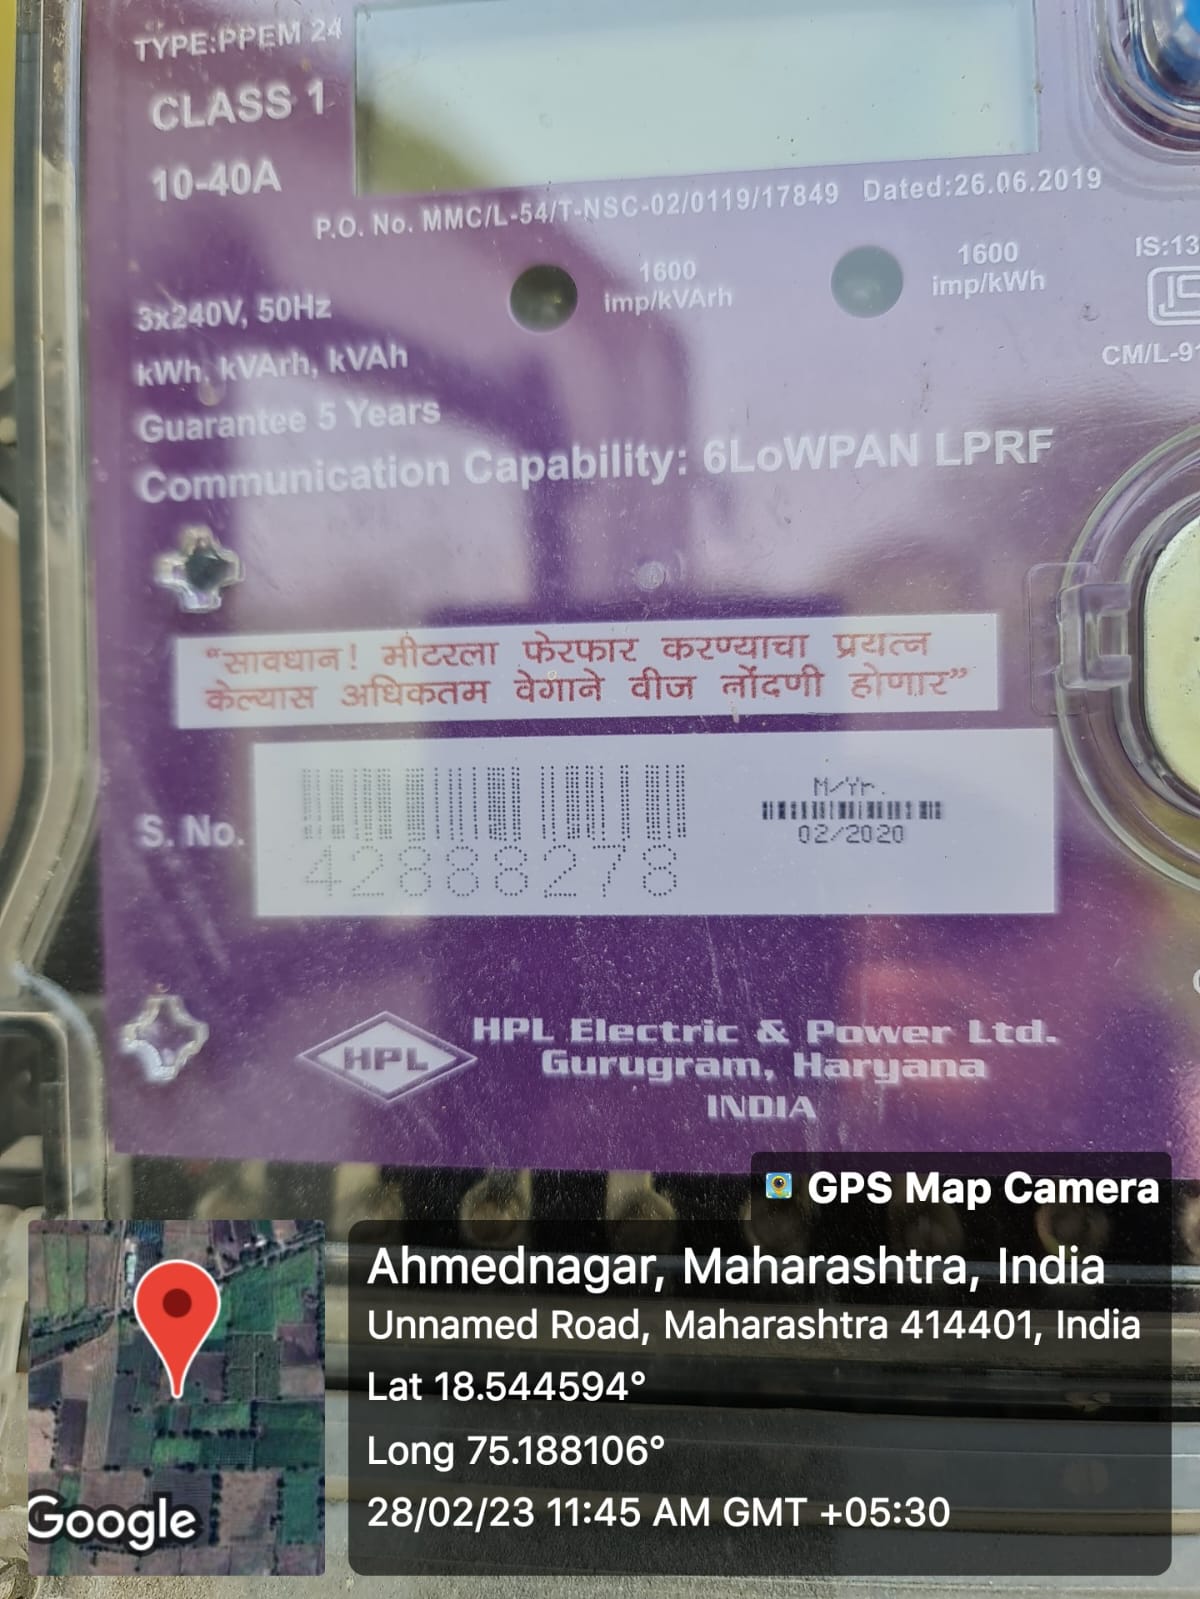 TYPE:PPEM 24
CLASS 1
10-40A
P.O. No. MMC/L-54/T-NSC-02/0119/17849 Dated:26.06.2019
1600
imp/kVArh
1600
imp/kWh
IS:13
3x240V, 50Hz
CM/L-9
kWh, kVArh, kVAh
Guarantee 5 Years
Communication Capability: 6LoWPAN LPRF
“सावधान! मीटरला फेरफार करण्याचा प्रयत्न
केल्यास अधिकतम वेगाने वीज नोंदणी होणार”
M/Yr.
02/2020
S. No.
42888278
HPL
HPL Electric & Power Ltd.
Gurugram, Haryana
INDIA
GPS Map Camera
Ahmednagar, Maharashtra, India
Unnamed Road, Maharashtra 414401, India
Lat 18.544594°
Long 75.188106°
28/02/23 11:45 AM GMT +05:30
Google